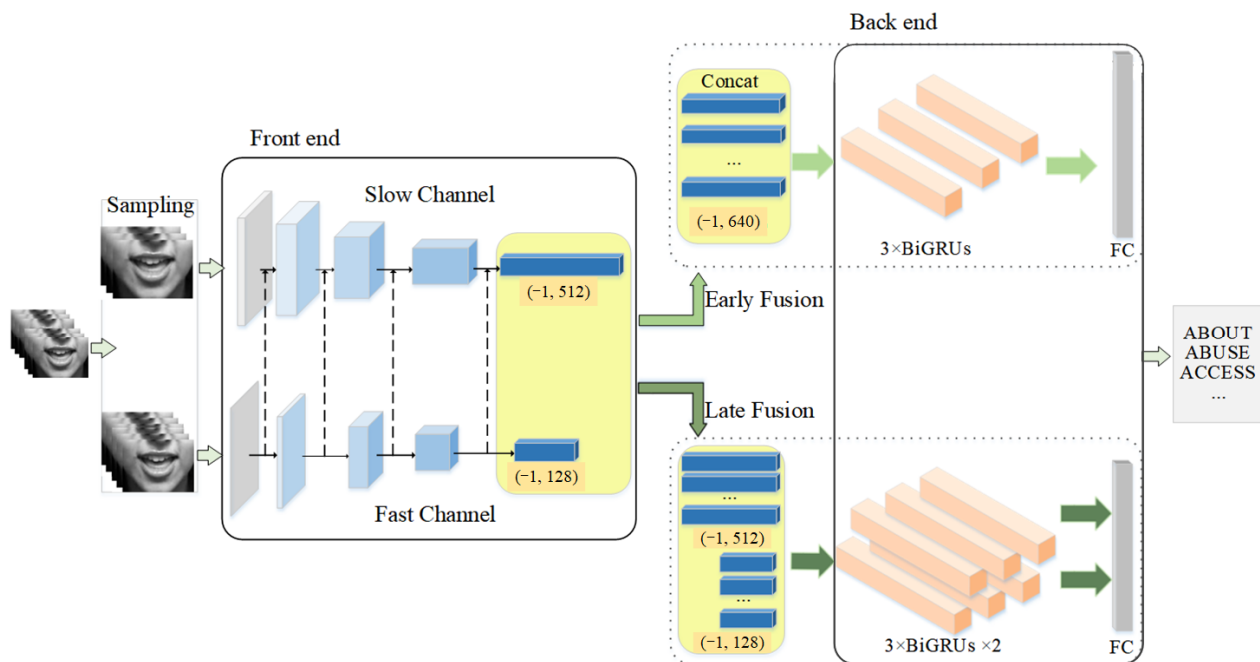 Back end
Concat
...
(−1, 640)
3×BiGRUs
FC
Front end
Sampling
Slow Channel
(−1, 512)
Early Fusion
ABOUT
ABUSE
ACCESS
...
Late Fusion
(−1, 128)
Fast Channel
...
(−1, 512)
...
(−1, 128)
3×BiGRUs ×2
FC